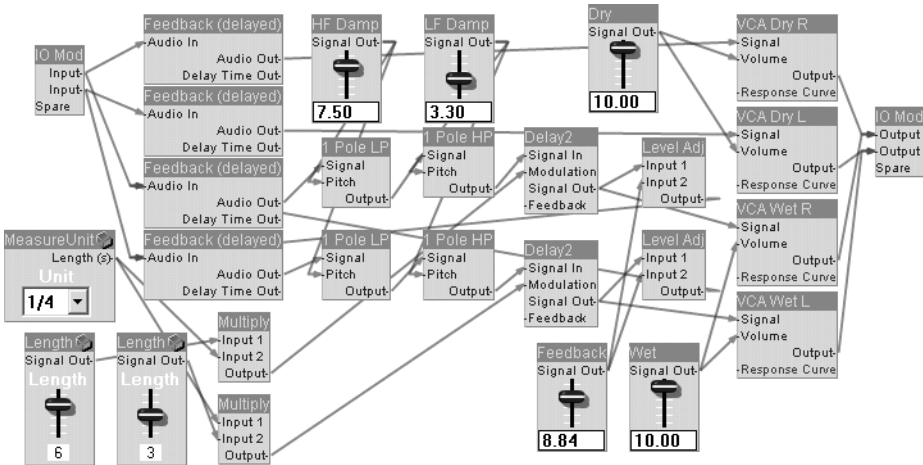 IO Mod
Input
Input
Spare
Feedback (delayed)
Audio In
Audio Out
Delay Time Out
Feedback (delayed)
Audio In
Audio Out
Feedback (delayed)
Audio In
Audio Out
Delay Time Out
Feedback (delayed)
Audio In
Audio Out
Delay Time Out
HF Damp
Signal Out
7.50
LF Damp
Signal Out
3.30
Dry
Signal Out
10.00
VCA Dry R
Signal
Volume
Output
Response Curve
VCA Dry L
Signal
Volume
Output
Response Curve
VCA Wet R
Signal
Volume
Output
Response Curve
VCA Wet L
Signal
Volume
Output
Response Curve
IO Mod
Output
Output
Spare
1 Pole LP
Signal
Pitch
Output
1 Pole HP
Signal
Pitch
Output
Delay2
Signal In
Modulation
Signal Out
Feedback
Level Adj
Input 1
Input 2
Output
1 Pole LP
Signal
Pitch
Output
1 Pole HP
Signal
Pitch
Output
Delay2
Signal In
Modulation
Signal Out
Feedback
Level Adj
Input 1
Input 2
Output
MeasureUnit
Length (s)
Unit
1/4
Length
Signal Out
Length
6
Length
Signal Out
Length
3
Multiply
Input 1
Input 2
Output
Multiply
Input 1
Input 2
Output
Feedback
Signal Out
8.84
Wet
Signal Out
10.00